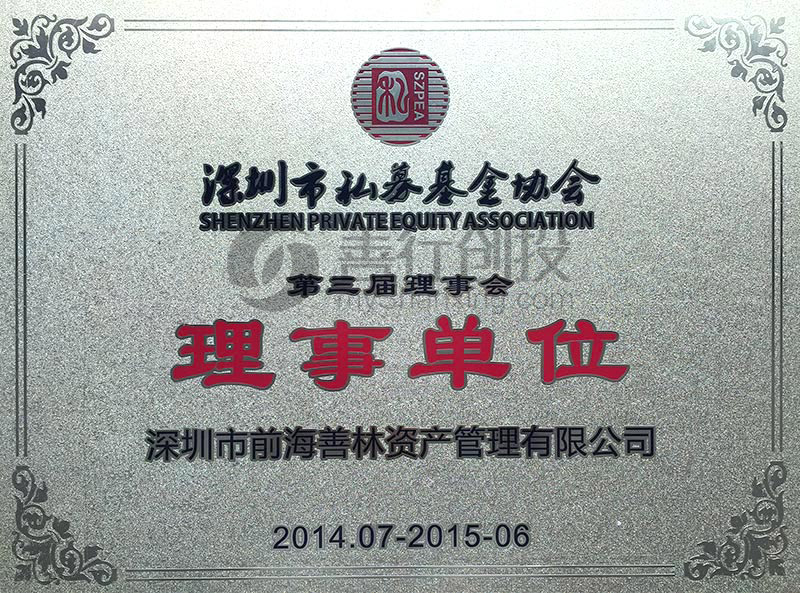 私 SZPEA
深圳市私募基金协会
SHENZHEN PRIVATE EQUITY ASSOCIATION
善行创投
第三届理事会
理事单位
深圳市前海善林资产管理有限公司
2014.07-2015-06